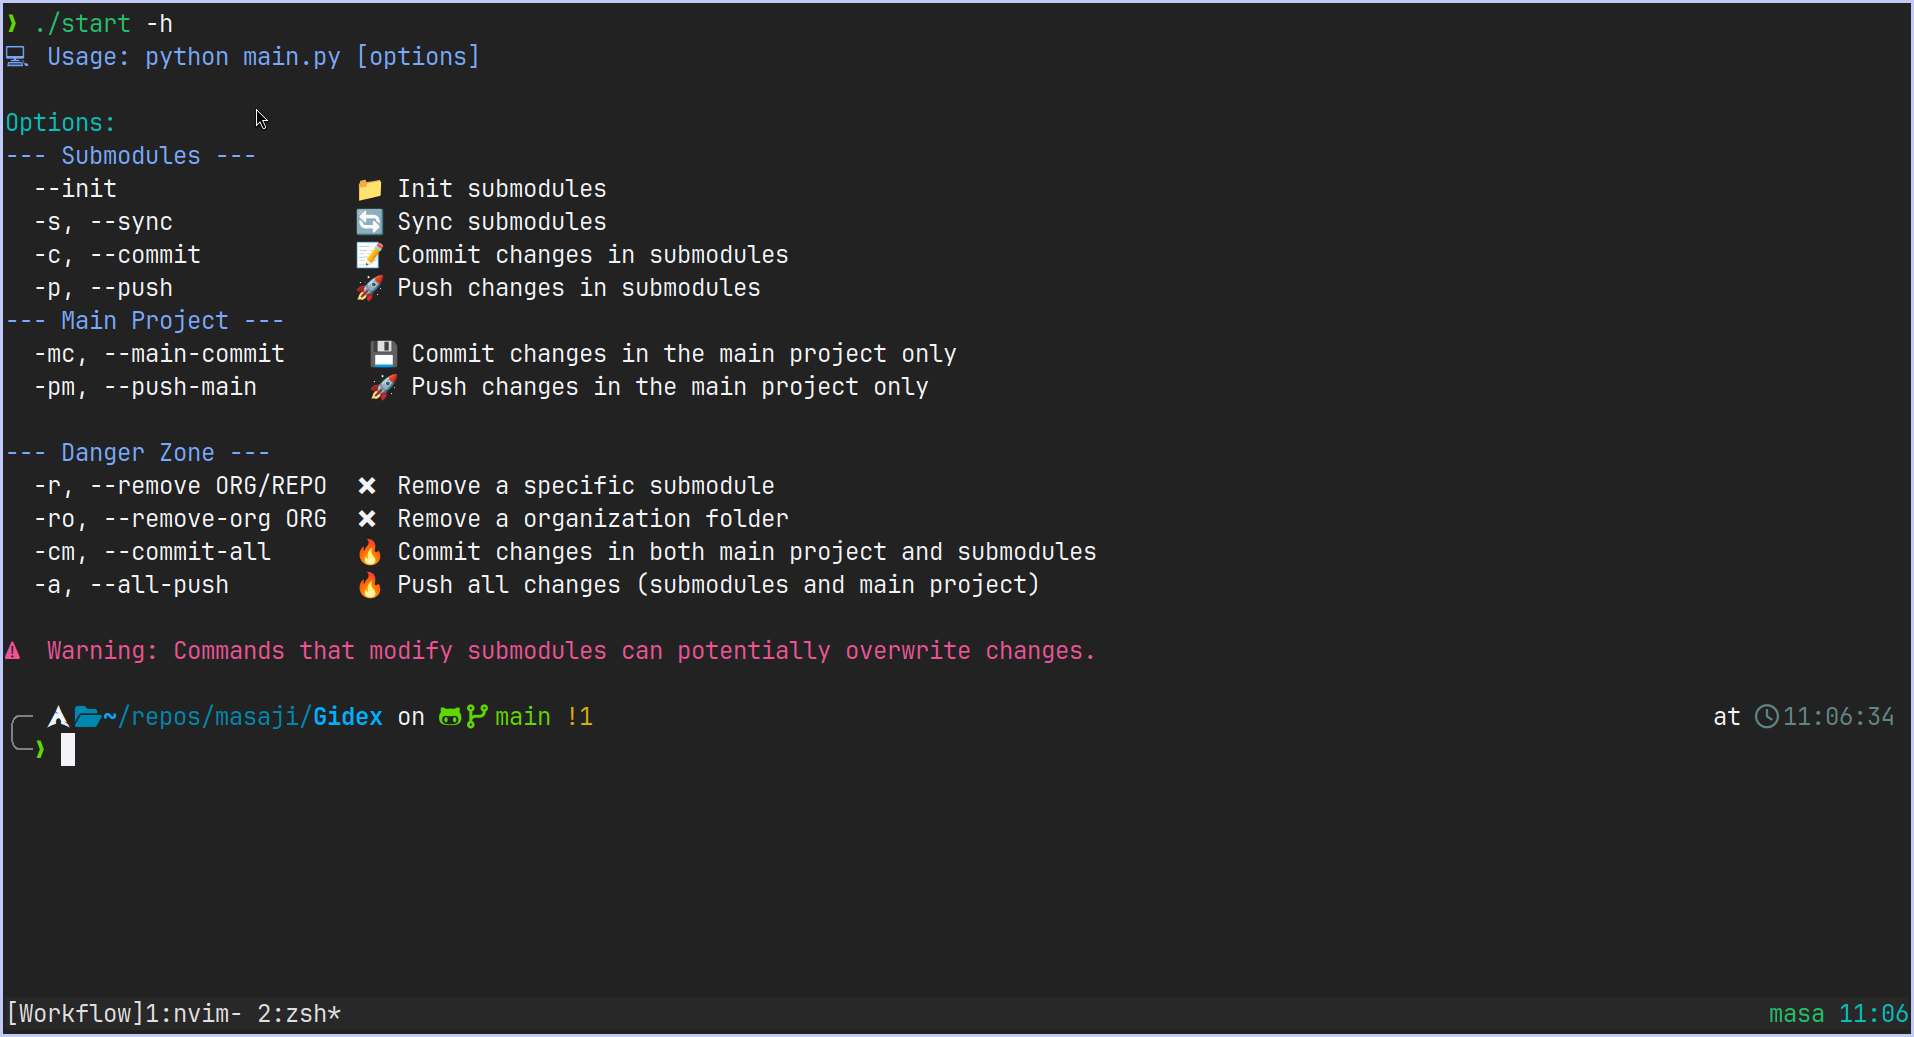 ❯ ./start -h
💻 Usage: python main.py [options]

Options:
--- Submodules ---
  --init                 📁 Init submodules
  -s, --sync             🔄 Sync submodules
  -c, --commit           📝 Commit changes in submodules
  -p, --push             🚀 Push changes in submodules
--- Main Project ---
  -mc, --main-commit      💾 Commit changes in the main project only
  -pm, --push-main        🚀 Push changes in the main project only

--- Danger Zone ---
  -r, --remove ORG/REPO  ✖ Remove a specific submodule
  -ro, --remove-org ORG  ✖ Remove a organization folder
  -cm, --commit-all      🔥 Commit changes in both main project and submodules
  -a, --all-push         🔥 Push all changes (submodules and main project)

⚠ Warning: Commands that modify submodules can potentially overwrite changes.

~/repos/masaji/Gidex on main !1 at 11:06:34
❯
[Workflow]1:nvim- 2:zsh* masa 11:06